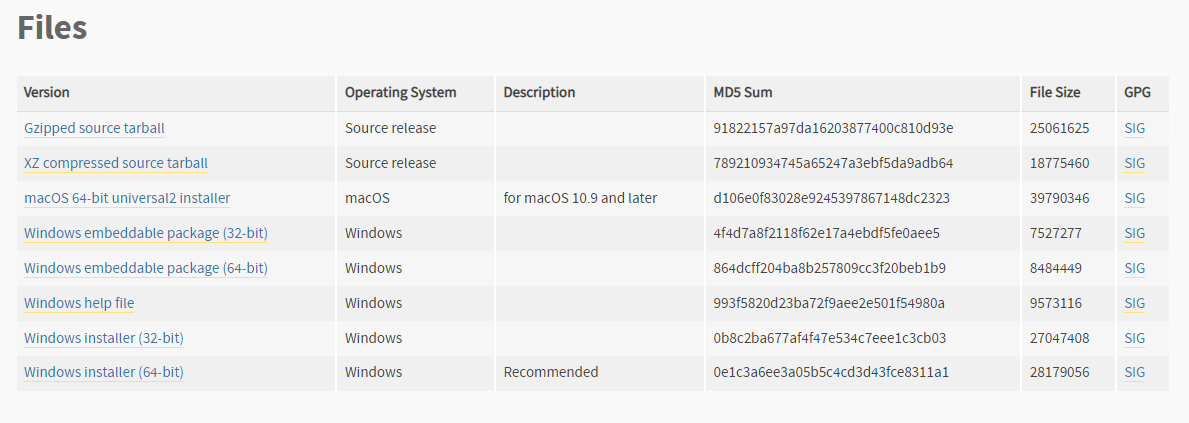 Files
Version Operating System Description MD5 Sum File Size GPG
Gzipped source tarball Source release 91822157a97da16203877400c810d93e 25061625 SIG
XZ compressed source tarball Source release 789210934745a65247a3ebf5da9adb64 18775460 SIG
macOS 64-bit universal2 installer macOS for macOS 10.9 and later d106e0f83028e9245397867148dc2323 39790346 SIG
Windows embeddable package (32-bit) Windows 4f4d7a8f2118f62e17a4ebdf5fe0aee5 7527277 SIG
Windows embeddable package (64-bit) Windows 864dcff204ba8b257809cc3f20beb1b9 8484449 SIG
Windows help file Windows 993f5820d23ba72f9aee2e501f54980a 9573116 SIG
Windows installer (32-bit) Windows 0b8c2ba677af4f47e534c7eee1c3cb03 27047408 SIG
Windows installer (64-bit) Windows Recommended 0e1c3a6ee3a05b5c4cd3d43fce8311a1 28179056 SIG